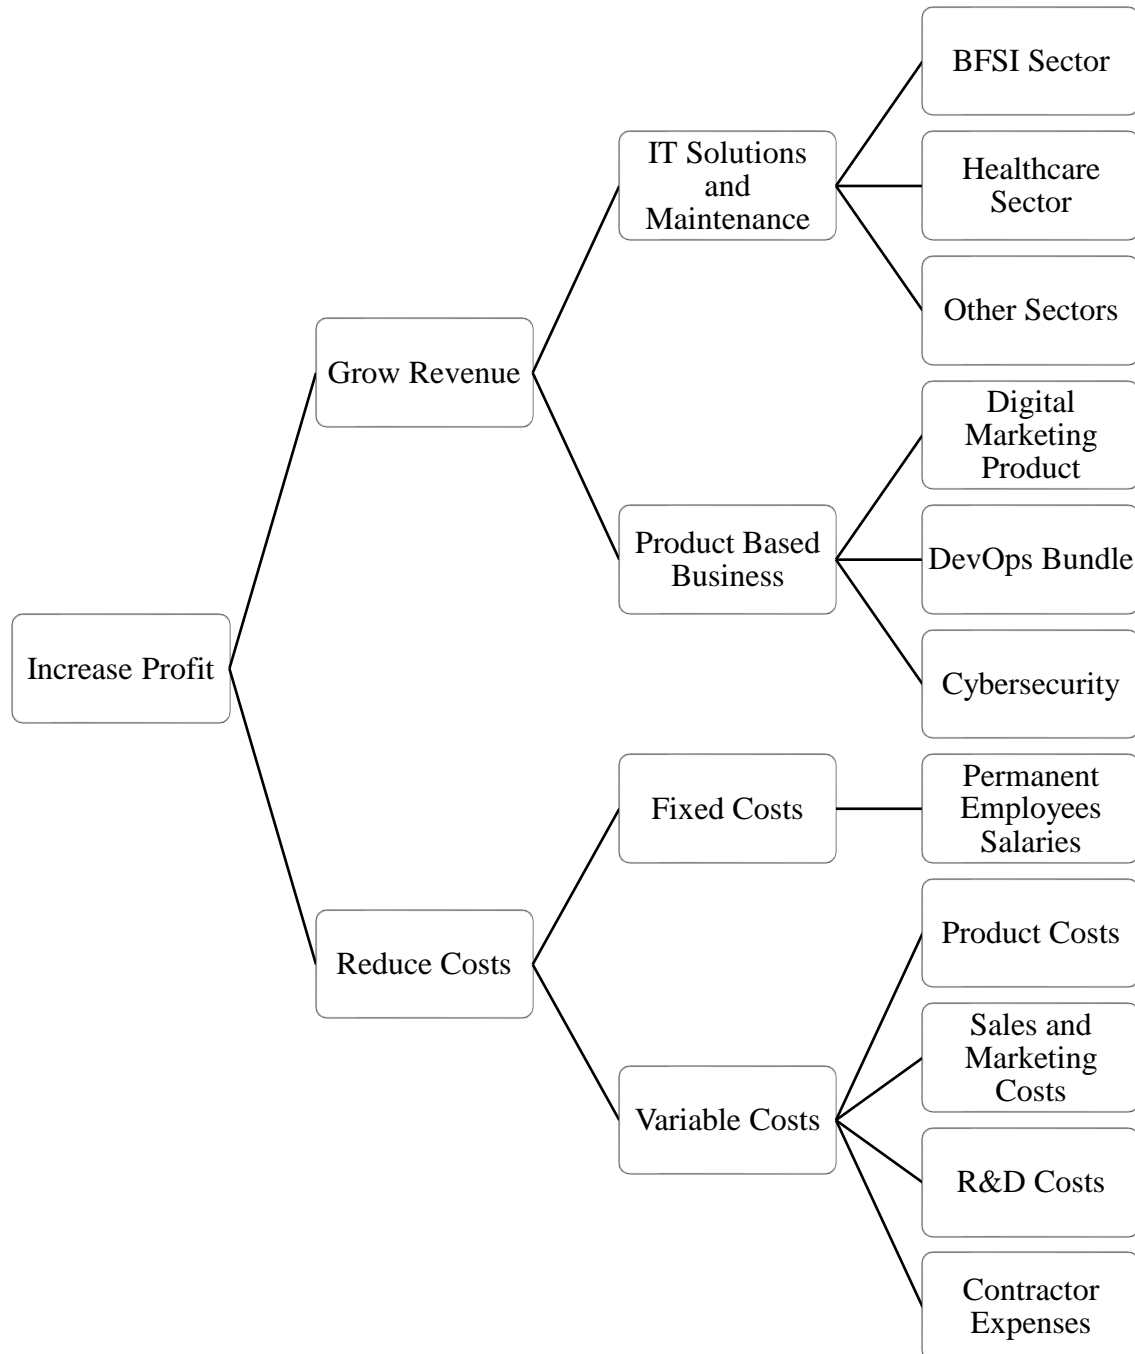 BFSI Sector
IT Solutions
and
Maintenance
Healthcare
Sector
Other Sectors
Grow Revenue
Digital
Marketing
Product
Product Based
Business
DevOps Bundle
Cybersecurity
Increase Profit
Fixed Costs
Permanent
Employees
Salaries
Reduce Costs
Product Costs
Sales and
Marketing
Costs
Variable Costs
R&D Costs
Contractor
Expenses